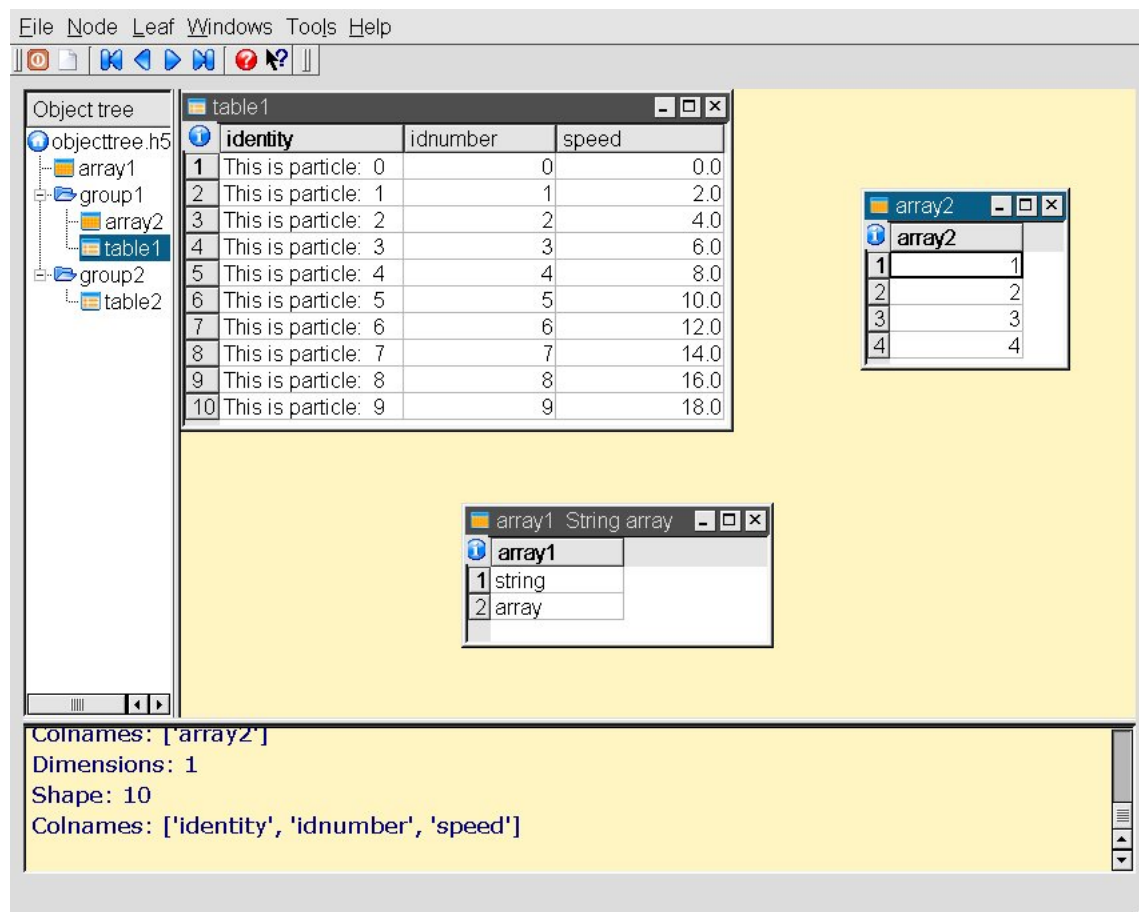 File Node Leaf Windows Tools Help
Object tree
objecttree.h5
array1
group1
array2
table1
group2
table2
table1
identity idnumber speed
1 This is particle: 0 0 0.0
2 This is particle: 1 1 2.0
3 This is particle: 2 2 4.0
4 This is particle: 3 3 6.0
5 This is particle: 4 4 8.0
6 This is particle: 5 5 10.0
7 This is particle: 6 6 12.0
8 This is particle: 7 7 14.0
9 This is particle: 8 8 16.0
10 This is particle: 9 9 18.0
array2
array2
1 1
2 2
3 3
4 4
array1 String array
array1
1 string
2 array
Colnames: ['array2']
Dimensions: 1
Shape: 10
Colnames: ['identity', 'idnumber', 'speed']